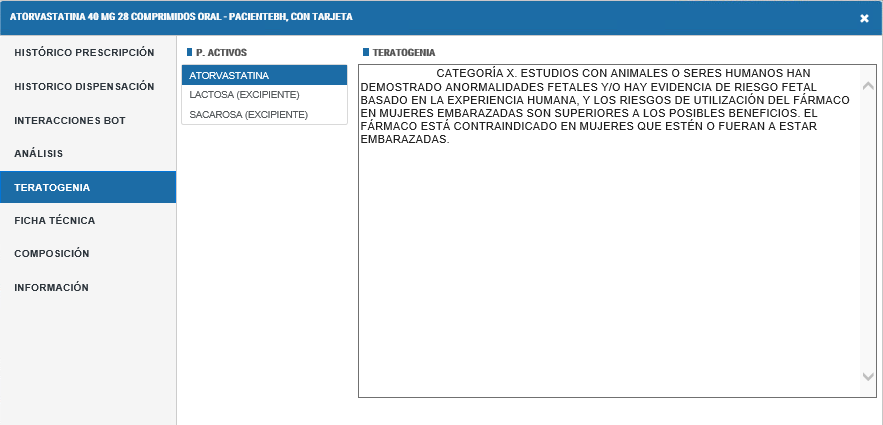 ATORVASTATINA 40 MG 28 COMPRIMIDOS ORAL - PACIENTEBH, CON TARJETA
HISTÓRICO PRESCRIPCIÓN
HISTORICO DISPENSACIÓN
INTERACCIONES BOT
ANÁLISIS
TERATOGENIA
FICHA TÉCNICA
COMPOSICIÓN
INFORMACIÓN
P. ACTIVOS
ATORVASTATINA
LACTOSA (EXCIPIENTE)
SACAROSA (EXCIPIENTE)
TERATOGENIA
CATEGORÍA X. ESTUDIOS CON ANIMALES O SERES HUMANOS HAN
DEMOSTRADO ANORMALIDADES FETALES Y/O HAY EVIDENCIA DE RIESGO FETAL
BASADO EN LA EXPERIENCIA HUMANA, Y LOS RIESGOS DE UTILIZACIÓN DEL FÁRMACO
EN MUJERES EMBARAZADAS SON SUPERIORES A LOS POSIBLES BENEFICIOS. EL
FÁRMACO ESTÁ CONTRAINDICADO EN MUJERES QUE ESTÉN O FUERAN A ESTAR
EMBARAZADAS.